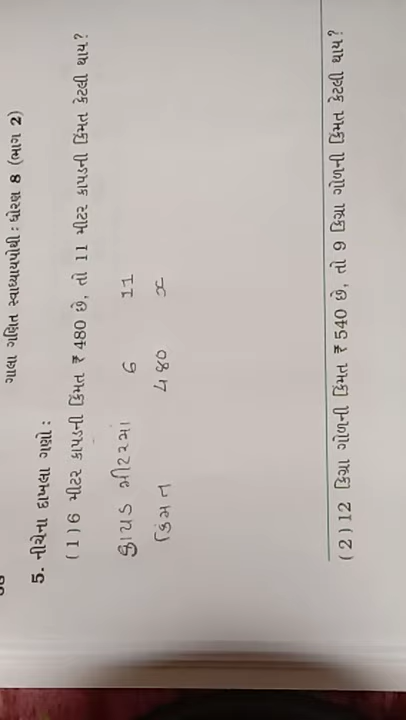 ગાલા ગણિત સ્વાધ્યાયપોથી : ધોરણ 8 (ભાગ 2)
5. નીચેના દાખલા ગણો :
(1) 6 મીટર કાપડની કિંમત ₹ 480 છે, તો 11 મીટર કાપડની કિંમત કેટલી થાય?
મીટરમાં 6 11
કિંમત 480 x
(2) 12 કિગ્રા ગોળની કિંમત ₹ 540 છે, તો 9 કિગ્રા ગોળની કિંમત કેટલી થાય?